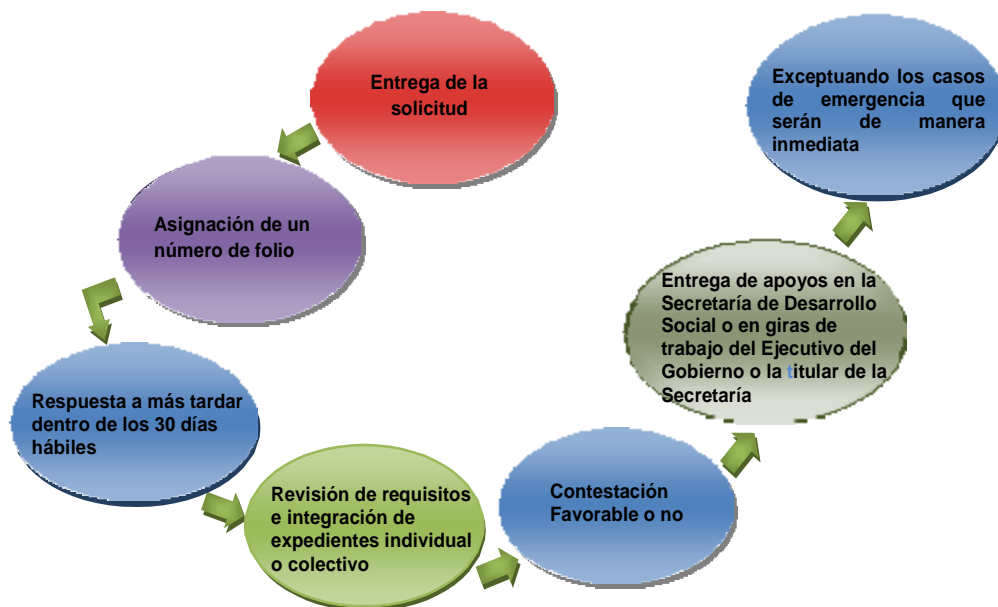 Entrega de la
solicitud
Asignación de un
número de folio
Respuesta a más tardar
dentro de los 30 días
hábiles
Revisión de requisitos
e integración de
expedientes individual
o colectivo
Contestación
Favorable o no
Entrega de apoyos en la
Secretaría de Desarrollo
Social o en giras de
trabajo del Ejecutivo del
Gobierno o la titular de la
Secretaría
Exceptuando los casos
de emergencia que
serán de manera
inmediata